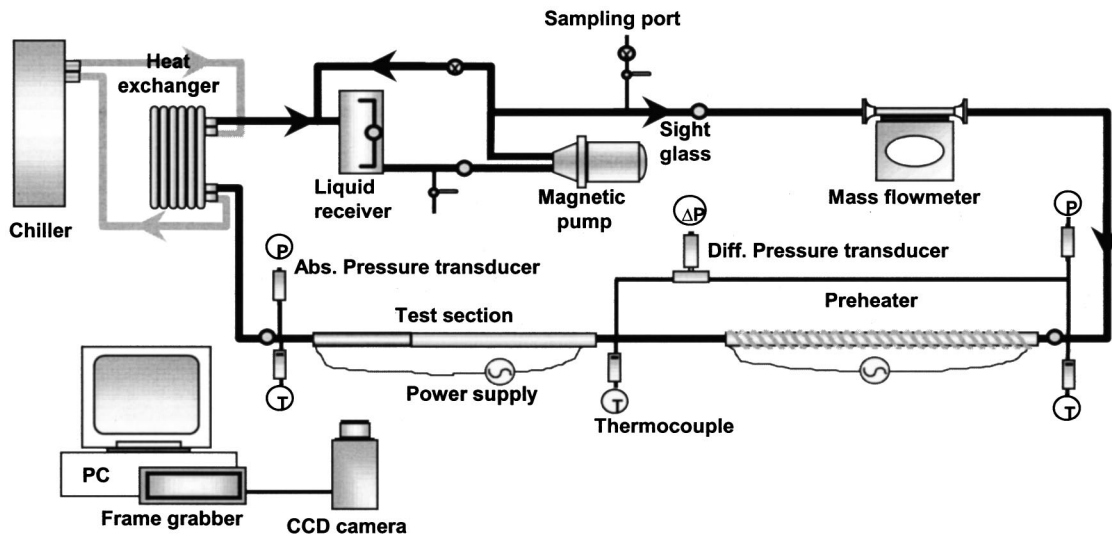 Sampling port
Heat
exchanger
Sight
glass
Liquid
receiver
Magnetic
pump
Mass flowmeter
Chiller
ΔP
P
P
Abs. Pressure transducer
Diff. Pressure transducer
Test section
Preheater
Power supply
T
T
T
Thermocouple
PC
Frame grabber
CCD camera